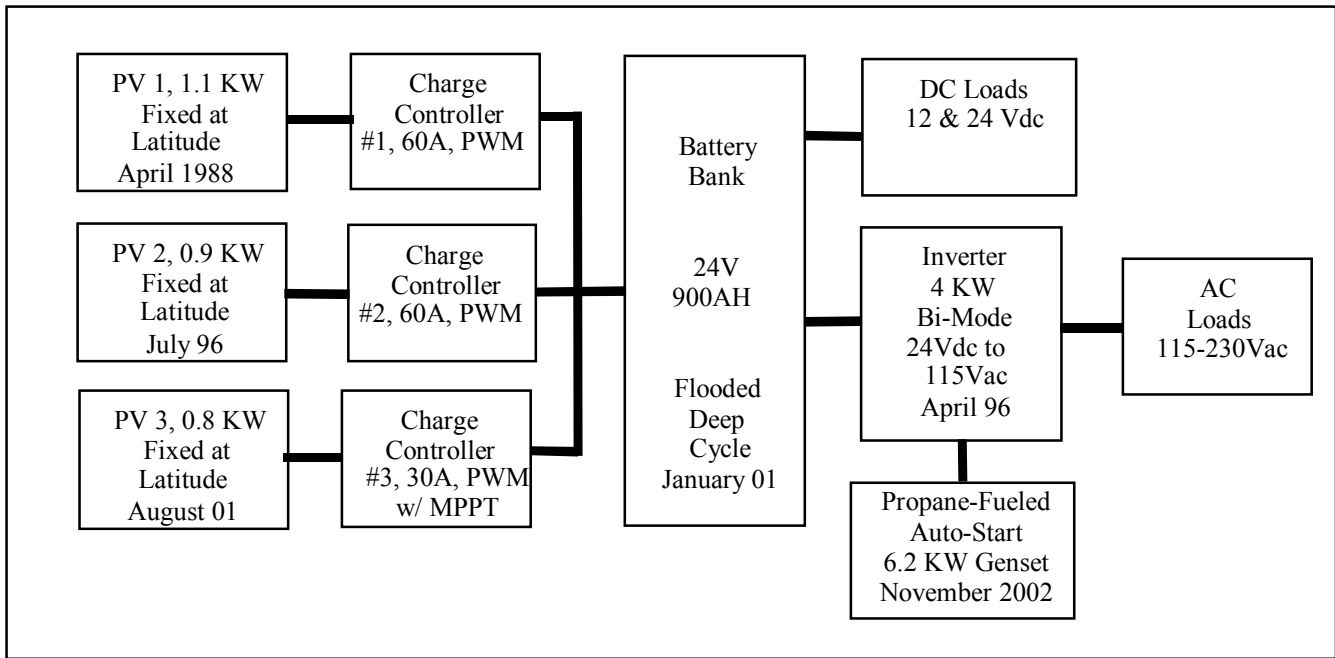 PV 1, 1.1 KW
Fixed at
Latitude
April 1988
Charge
Controller
#1, 60A, PWM
PV 2, 0.9 KW
Fixed at
Latitude
July 96
Charge
Controller
#2, 60A, PWM
PV 3, 0.8 KW
Fixed at
Latitude
August 01
Charge
Controller
#3, 30A, PWM
w/ MPPT
Battery
Bank
24V
900AH
Flooded
Deep
Cycle
January 01
DC Loads
12 & 24 Vdc
Inverter
4 KW
Bi-Mode
24Vdc to
115Vac
April 96
AC
Loads
115-230Vac
Propane-Fueled
Auto-Start
6.2 KW Genset
November 2002